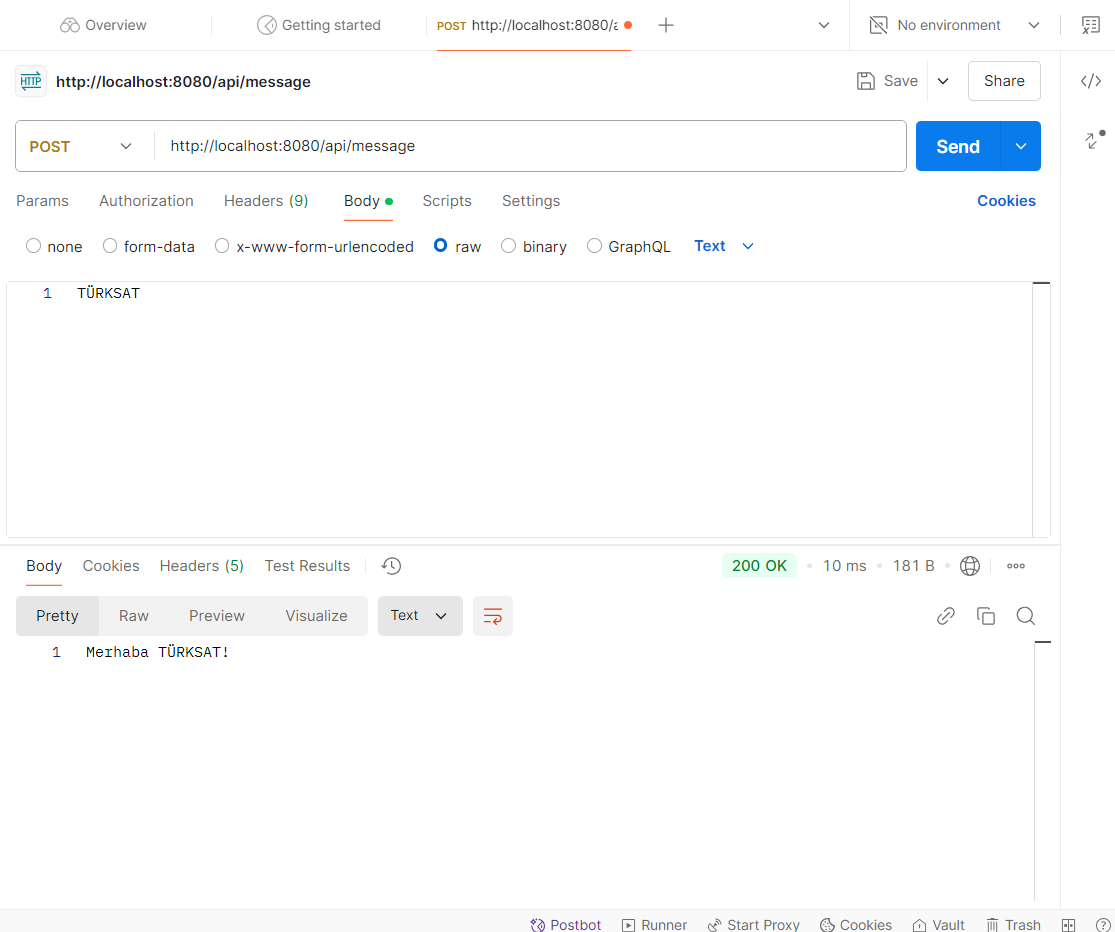 Overview
Getting started
POST http://localhost:8080/a
No environment
HTTP http://localhost:8080/api/message
Save
Share
POST http://localhost:8080/api/message
Send
Params Authorization Headers (9) Body Scripts Settings Cookies
none form-data x-www-form-urlencoded raw binary GraphQL Text
1 TÜRKSAT
Body Cookies Headers (5) Test Results 200 OK 10 ms 181 B
Pretty Raw Preview Visualize Text
1 Merhaba TÜRKSAT!
Postbot Runner Start Proxy Cookies Vault Trash